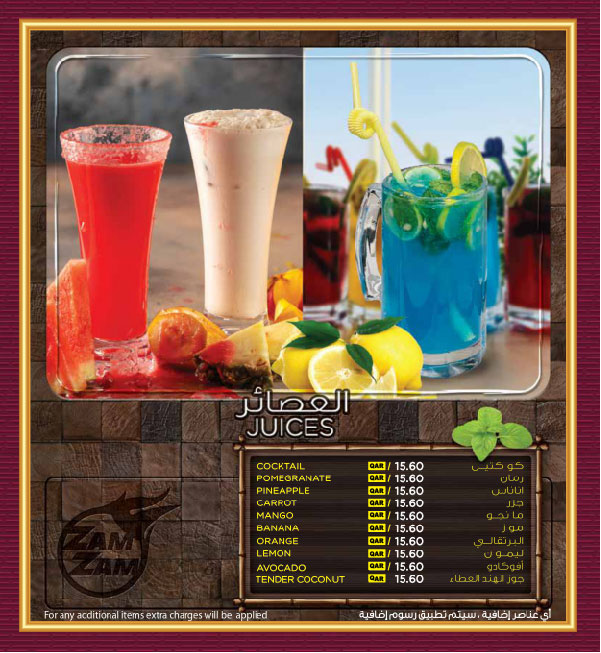 العصائر
JUICES
COCKTAIL QAR / 15.60 كوكتيل
POMEGRANATE QAR / 15.60 رمان
PINEAPPLE QAR / 15.60 اناناس
CARROT QAR / 15.60 جزر
MANGO QAR / 15.60 مانجو
BANANA QAR / 15.60 موز
ORANGE QAR / 15.60 البرتقالي
LEMON QAR / 15.60 ليمون
AVOCADO QAR / 15.60 أفوكادو
TENDER COCONUT QAR / 15.60 جوز الهند العطاء
ZAM
ZAM
For any acditional items extra charges will be applied أي عناصر إضافية ، سيتم تطبيق رسوم إضافية